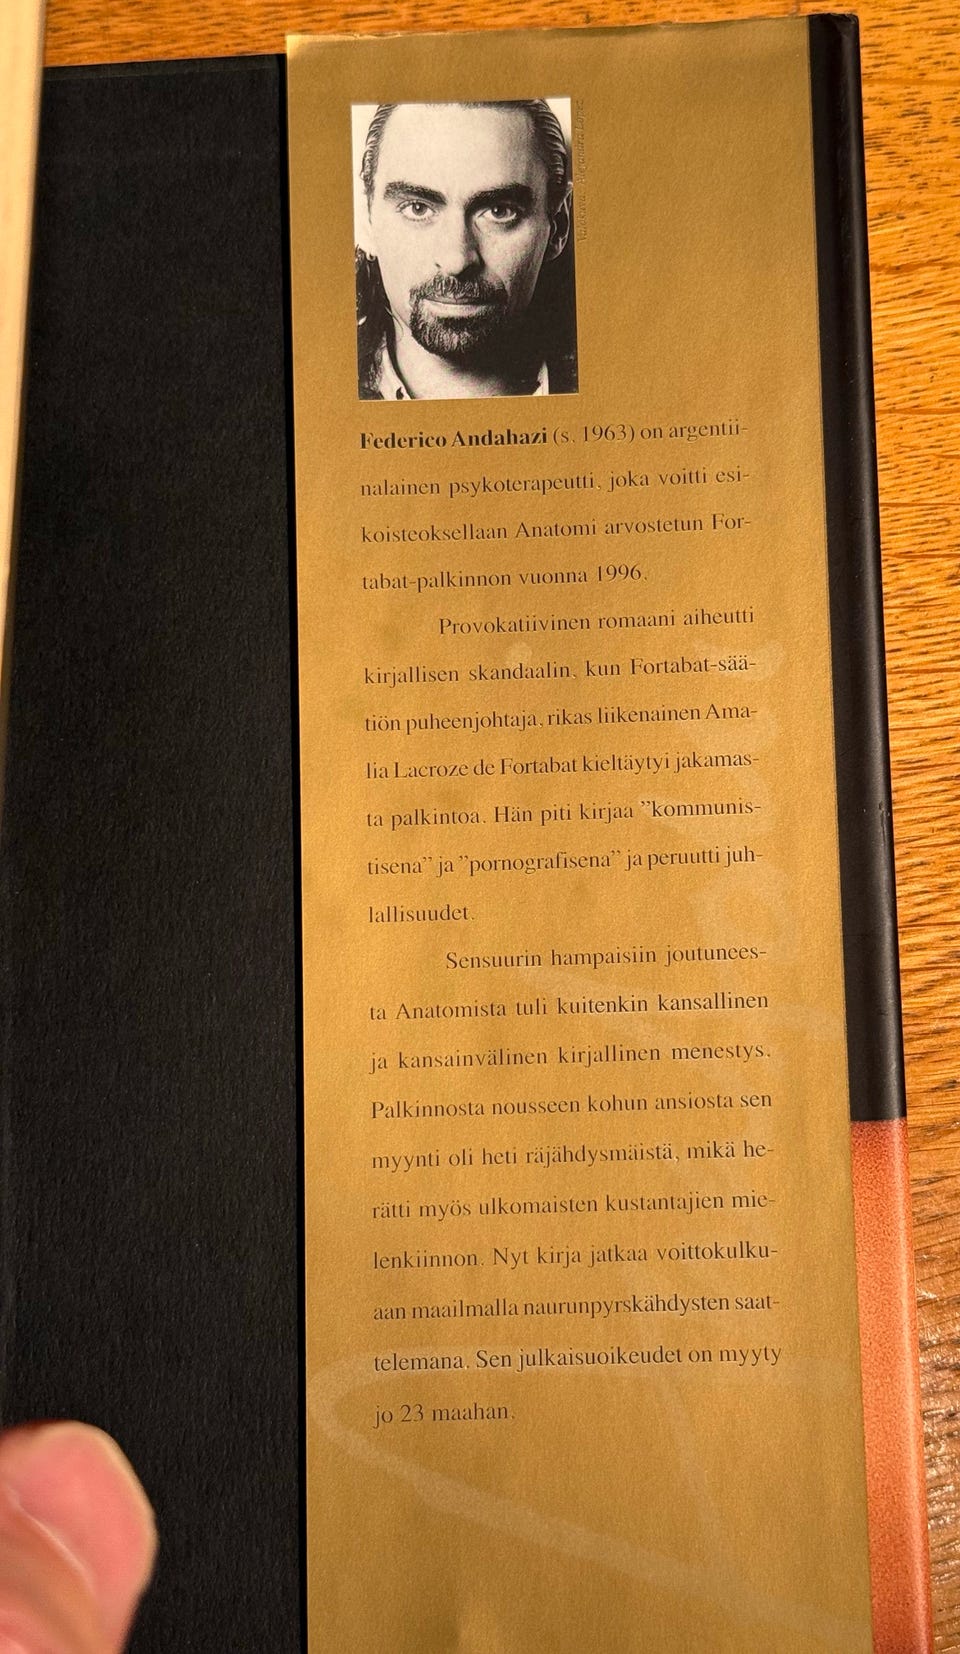 Valokuva: Alejandra López
Federico Andahazi (s. 1963) on argentii-
nalainen psykoterapeutti, joka voitti esi-
koisteoksellaan Anatomi arvostetun For-
tabat-palkinnon vuonna 1996.
Provokatiivinen romaani aiheutti
kirjallisen skandaalin, kun Fortabat-sää-
tiön puheenjohtaja, rikas liikenainen Ama-
lia Lacroze de Fortabat kieltäytyi jakamas-
ta palkintoa. Hän piti kirjaa ”kommunis-
tisena” ja ”pornografisena” ja peruutti juh-
lallisuudet.
Sensuurin hampaisiin joutunees-
ta Anatomista tuli kuitenkin kansallinen
ja kansainvälinen kirjallinen menestys.
Palkinnosta nousseen kohun ansiosta sen
myynti oli heti räjähdysmäistä, mikä he-
rätti myös ulkomaisten kustantajien mie-
lenkiinnon. Nyt kirja jatkaa voittokulku-
aan maailmalla naurunpyrskähdysten saat-
telemana. Sen julkaisuoikeudet on myyty
jo 23 maahan.